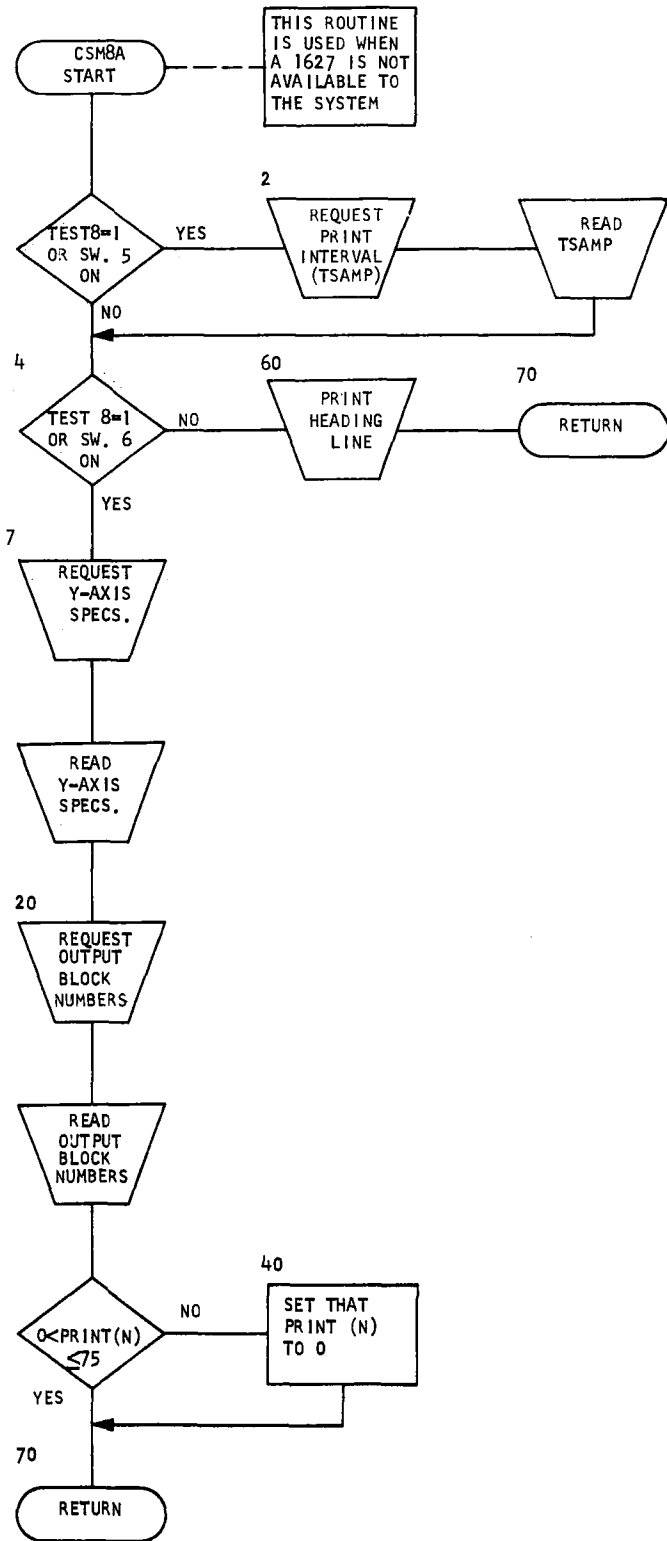 CSM8A
START
THIS ROUTINE
IS USED WHEN
A 1627 IS NOT
AVAILABLE TO
THE SYSTEM
TEST8=1
OR SW. 5
ON
YES
NO
2
REQUEST
PRINT
INTERVAL
(TSAMP)
READ
TSAMP
4
TEST 8=1
OR SW. 6
ON
NO
YES
60
PRINT
HEADING
LINE
70
RETURN
7
REQUEST
Y-AXIS
SPECS.
READ
Y-AXIS
SPECS.
20
REQUEST
OUTPUT
BLOCK
NUMBERS
READ
OUTPUT
BLOCK
NUMBERS
0<PRINT(N)
≤75
NO
YES
40
SET THAT
PRINT (N)
TO 0
70
RETURN